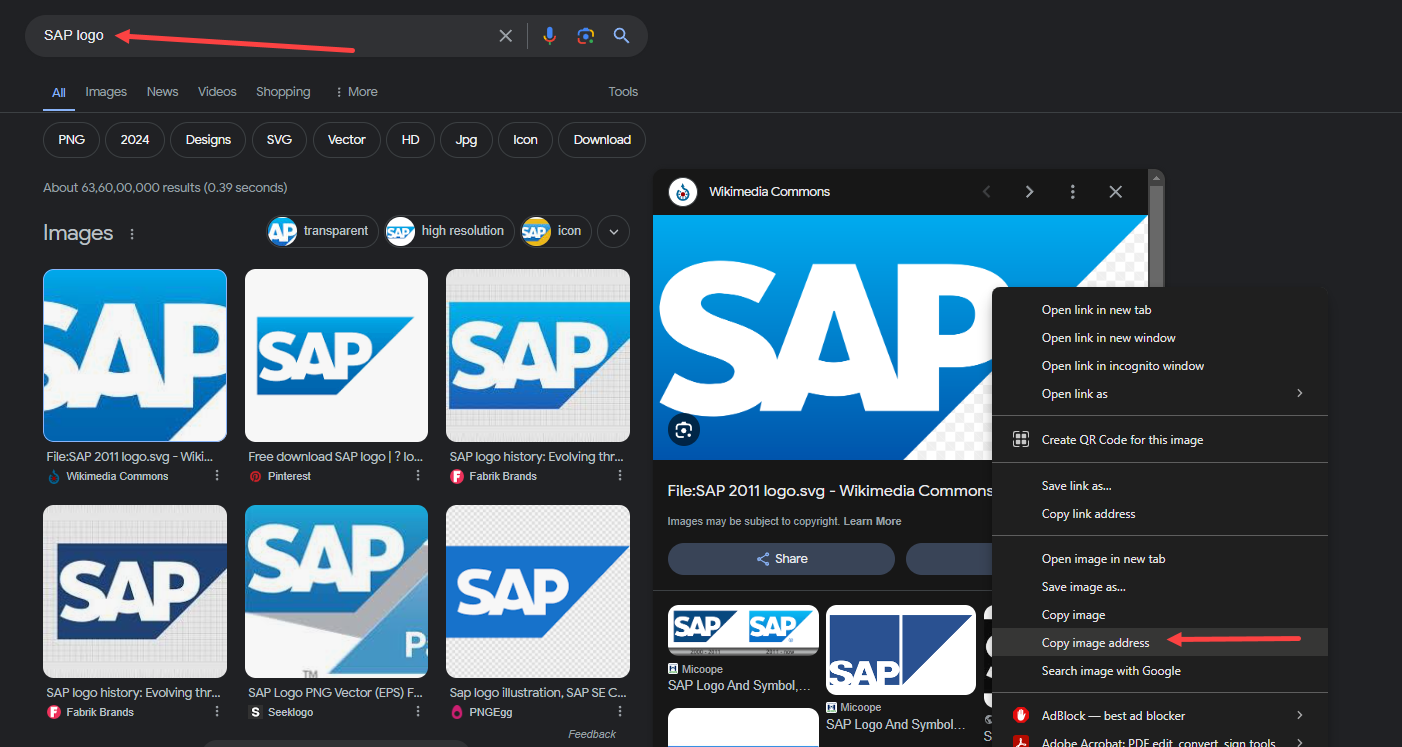 SAP logo
All Images News Videos Shopping More Tools
PNG 2024 Designs SVG Vector HD Jpg Icon Download
About 63,60,00,000 results (0.39 seconds)
Images
transparent high resolution icon
SAP
SAP
SAP
File:SAP 2011 logo.svg - Wiki...
Wikimedia Commons
Free download SAP logo | ? lo...
Pinterest
SAP logo history: Evolving thr...
Fabrik Brands
SAP
SAP
TM
SAP
SAP logo history: Evolving thr...
Fabrik Brands
SAP Logo PNG Vector (EPS) F...
Seeklogo
Sap logo illustration, SAP SE C...
PNGEgg
Feedback
Wikimedia Commons
SAP
File:SAP 2011 logo.svg - Wikimedia Commons
Images may be subject to copyright. Learn More
Share
SAP SAP
Micoope
SAP Logo And Symbol,...
SAP
Micoope
SAP Logo And Symbol...
Open link in new tab
Open link in new window
Open link in incognito window
Open link as
Create QR Code for this image
Save link as...
Copy link address
Open image in new tab
Save image as...
Copy image
Copy image address
Search image with Google
AdBlock — best ad blocker
Adobe Acrobat: PDF edit, convert, sign tools